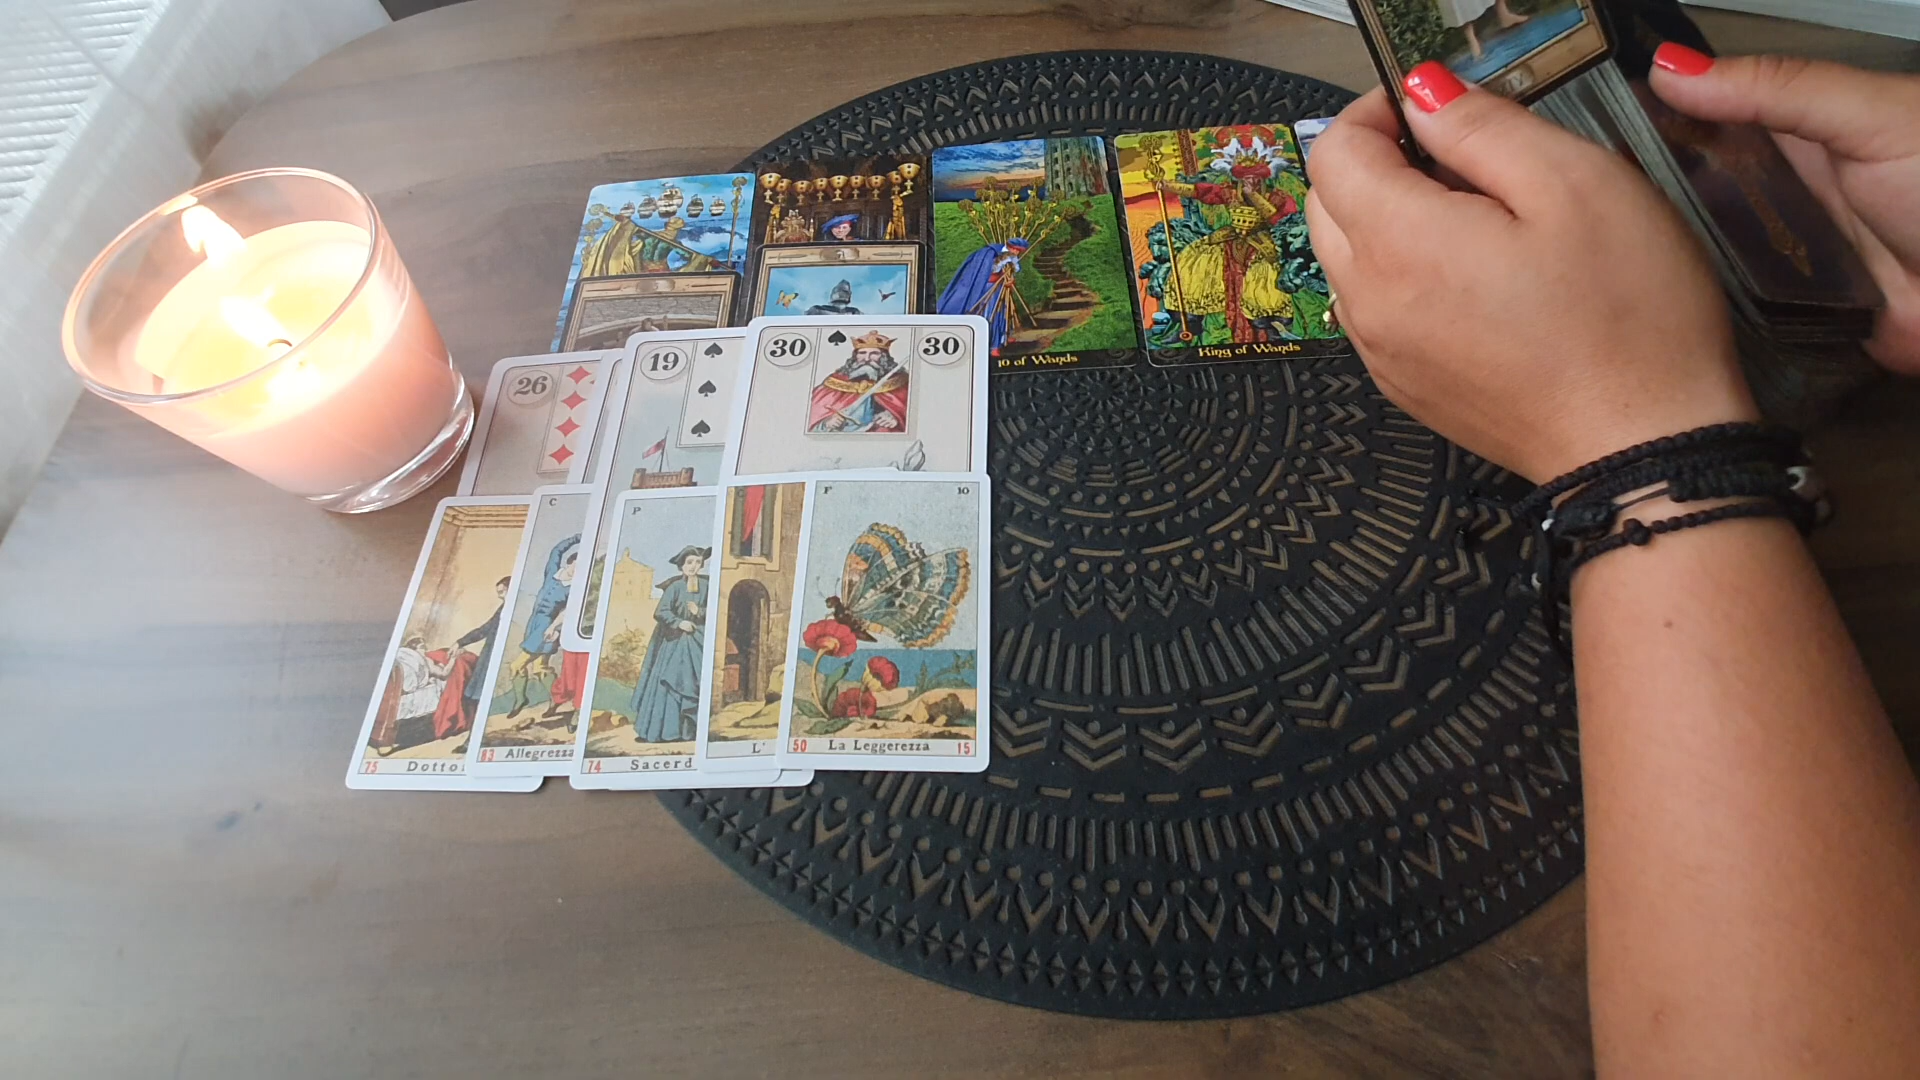 10 of Wands
King of Wands
26
19
30
30
C
P
F
10
75
Dotto
83
Allegrezza
74
Sacerd
L'
50
La Leggerezza
15